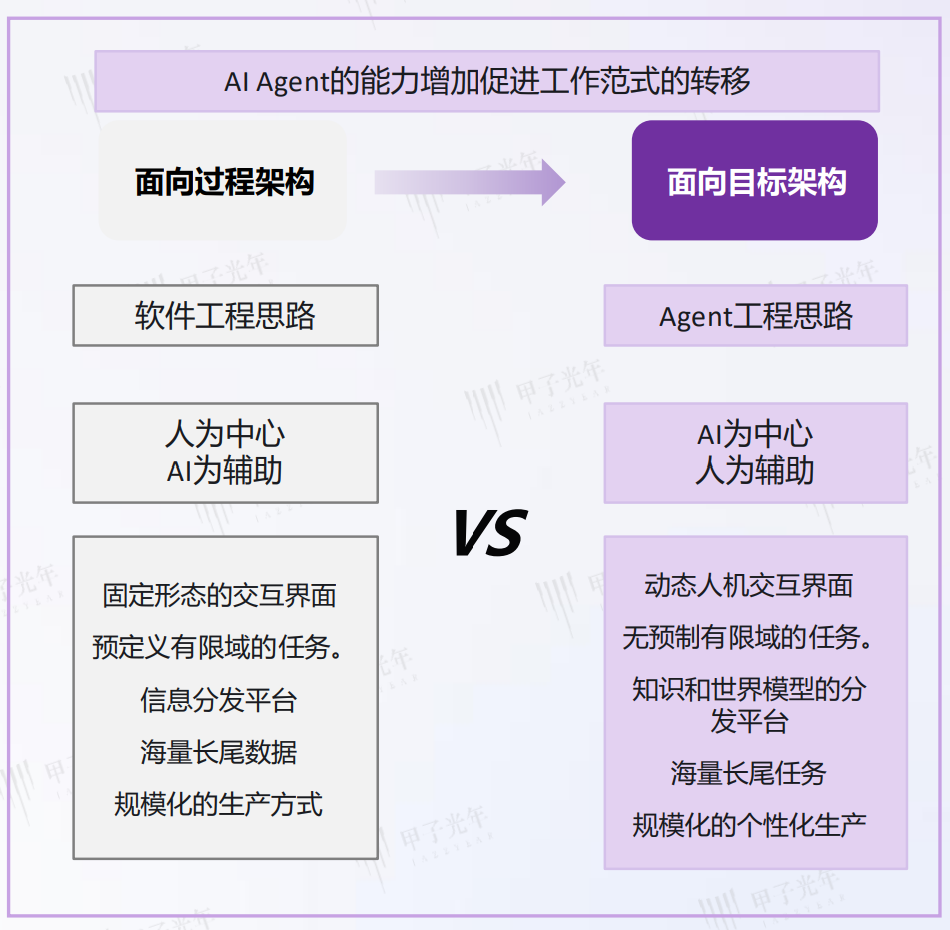 AI Agent的能力增加促进工作范式的转移
面向过程架构
面向目标架构
软件工程思路
Agent工程思路
人为中心
AI为辅助
AI为中心
人为辅助
VS
固定形态的交互界面
预定义有限域的任务。
信息分发平台
海量长尾数据
规模化的生产方式
动态人机交互界面
无预制有限域的任务。
知识和世界模型的分
发平台
海量长尾任务
规模化的个性化生产
甲子光年
JAZZYEAR